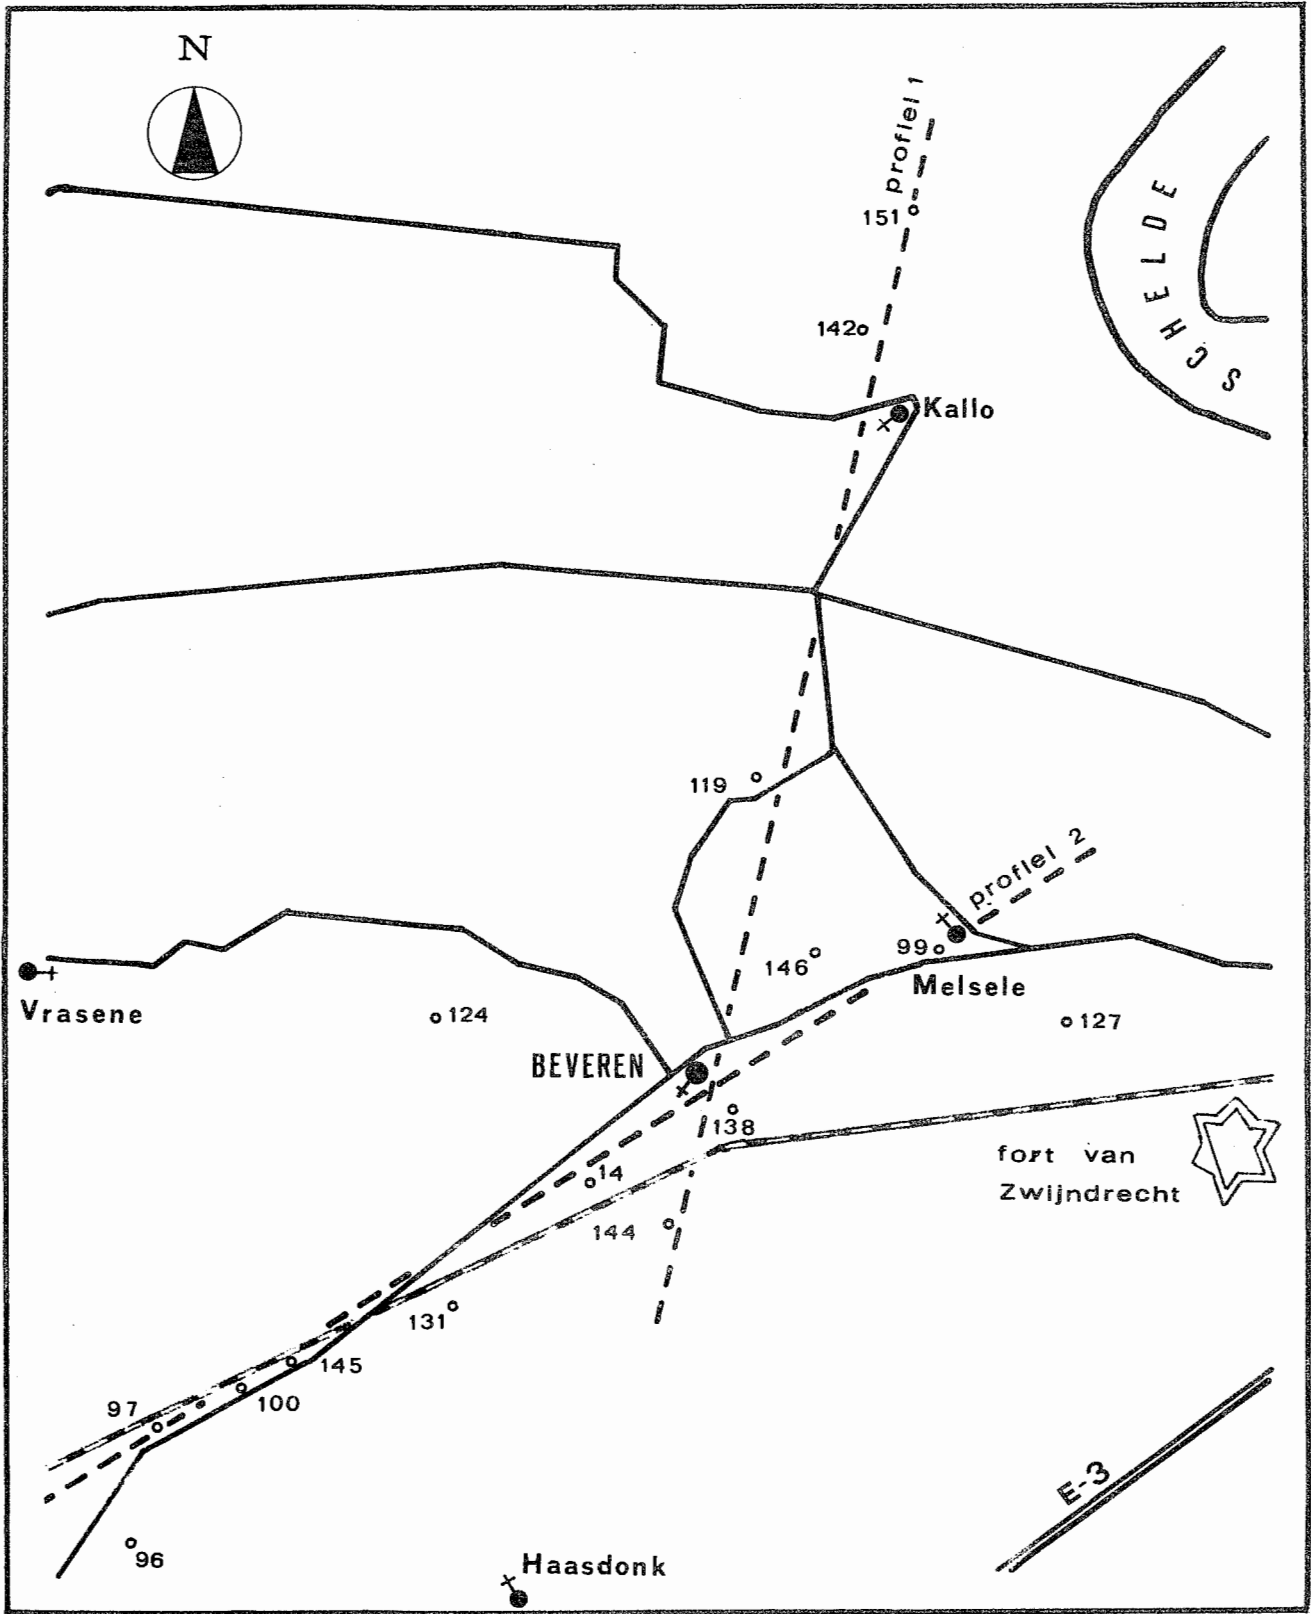 N
profiel 1
151
SCHELDE
142
Kallo
119
profiel 2
146
99
Melsele
Vrasene
124
127
BEVEREN
138
fort van
Zwijndrecht
14
144
131
145
100
97
E-3
96
Haasdonk